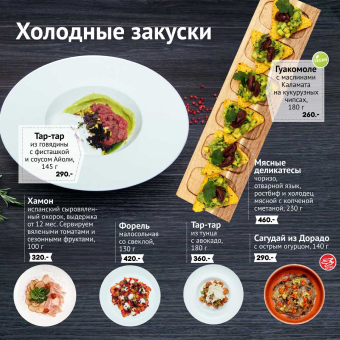 Холодные закуски
Гуакомоле
с маслинами
Каламата
на кукурузных
чипсах,
180 г
260.-
Тар-тар
из говядины
с фисташкой
и соусом Айоли,
145 г
290.-
Мясные
деликатесы
чоризо,
отварной язык,
ростбиф и холодец
мясной с копченой
сметаной, 230 г
460.-
Хамон
испанский сыровялен-
ный окорок, выдержка
от 12 мес. Сервируем
вялеными томатами и
сезонными фруктами,
100 г
320.-
Форель
малосольная
со свеклой,
130 г
420.-
Тар-тар
из тунца
с авокадо,
180 г
360.-
Сагудай из Дорадо
с острым огурцом, 140 г
290.-